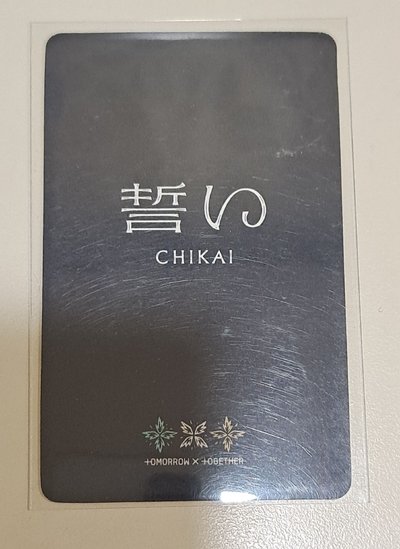 誓い
CHIKAI
TOMORROW X TOGETHER